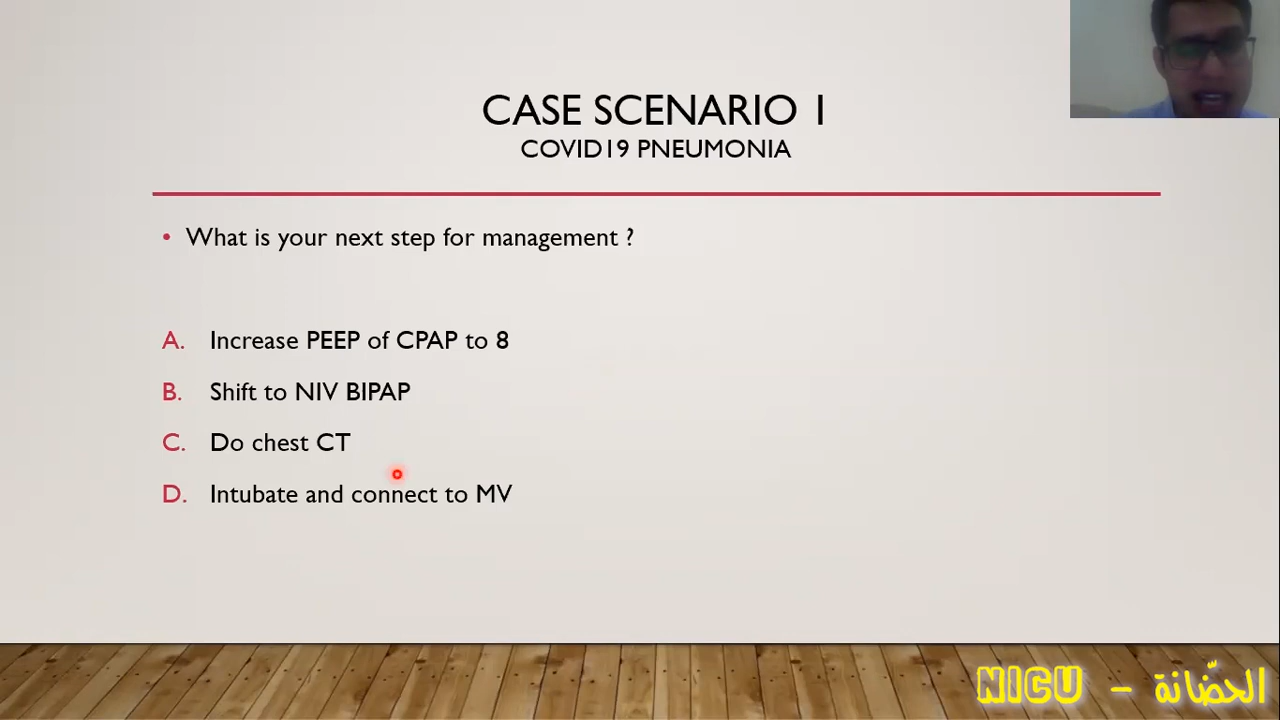 CASE SCENARIO 1
COVID19 PNEUMONIA
• What is your next step for management ?
A. Increase PEEP of CPAP to 8
B. Shift to NIV BIPAP
C. Do chest CT
D. Intubate and connect to MV
NICU - الحضّانة